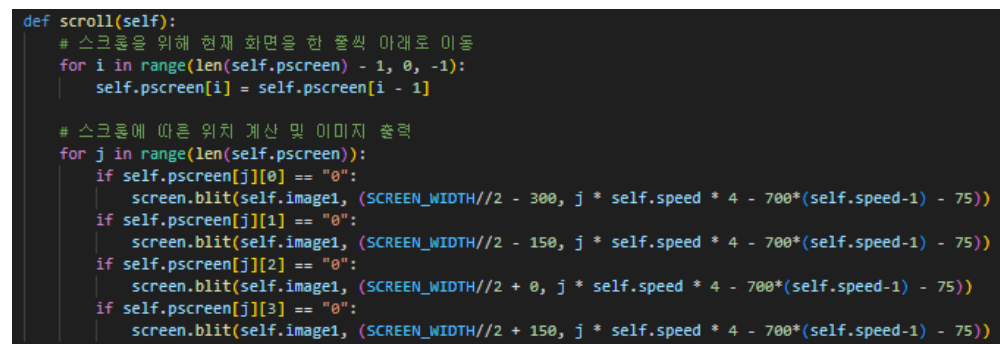 def scroll(self):
    # 스크롤을 위해 현재 화면을 한 줄씩 아래로 이동
    for i in range(len(self.pscreen) - 1, 0, -1):
        self.pscreen[i] = self.pscreen[i - 1]

    # 스크롤에 따른 위치 계산 및 이미지 출력
    for j in range(len(self.pscreen)):
        if self.pscreen[j][0] == "0":
            screen.blit(self.image1, (SCREEN_WIDTH//2 - 300, j * self.speed * 4 - 700*(self.speed-1) - 75))
        if self.pscreen[j][1] == "0":
            screen.blit(self.image1, (SCREEN_WIDTH//2 - 150, j * self.speed * 4 - 700*(self.speed-1) - 75))
        if self.pscreen[j][2] == "0":
            screen.blit(self.image1, (SCREEN_WIDTH//2 + 0, j * self.speed * 4 - 700*(self.speed-1) - 75))
        if self.pscreen[j][3] == "0":
            screen.blit(self.image1, (SCREEN_WIDTH//2 + 150, j * self.speed * 4 - 700*(self.speed-1) - 75))